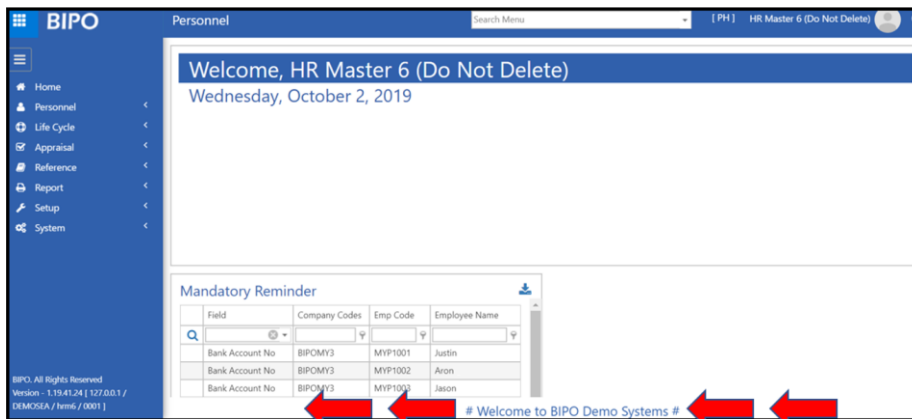 BIPO
Personnel
Search Menu
[ PH ] HR Master 6 (Do Not Delete)
Home
Personnel
Life Cycle
Appraisal
Reference
Report
Setup
System
BIPO. All Rights Reserved
Version - 1.19.41.24 [ 127.0.0.1 /
DEMOSEA / hrm6 / 0001 ]
Welcome, HR Master 6 (Do Not Delete)
Wednesday, October 2, 2019
Mandatory Reminder
Field Company Codes Emp Code Employee Name
Bank Account No BIPOMY3 MYP1001 Justin
Bank Account No BIPOMY3 MYP1002 Aron
Bank Account No BIPOMY3 MYP1003 Jason
# Welcome to BIPO Demo Systems #